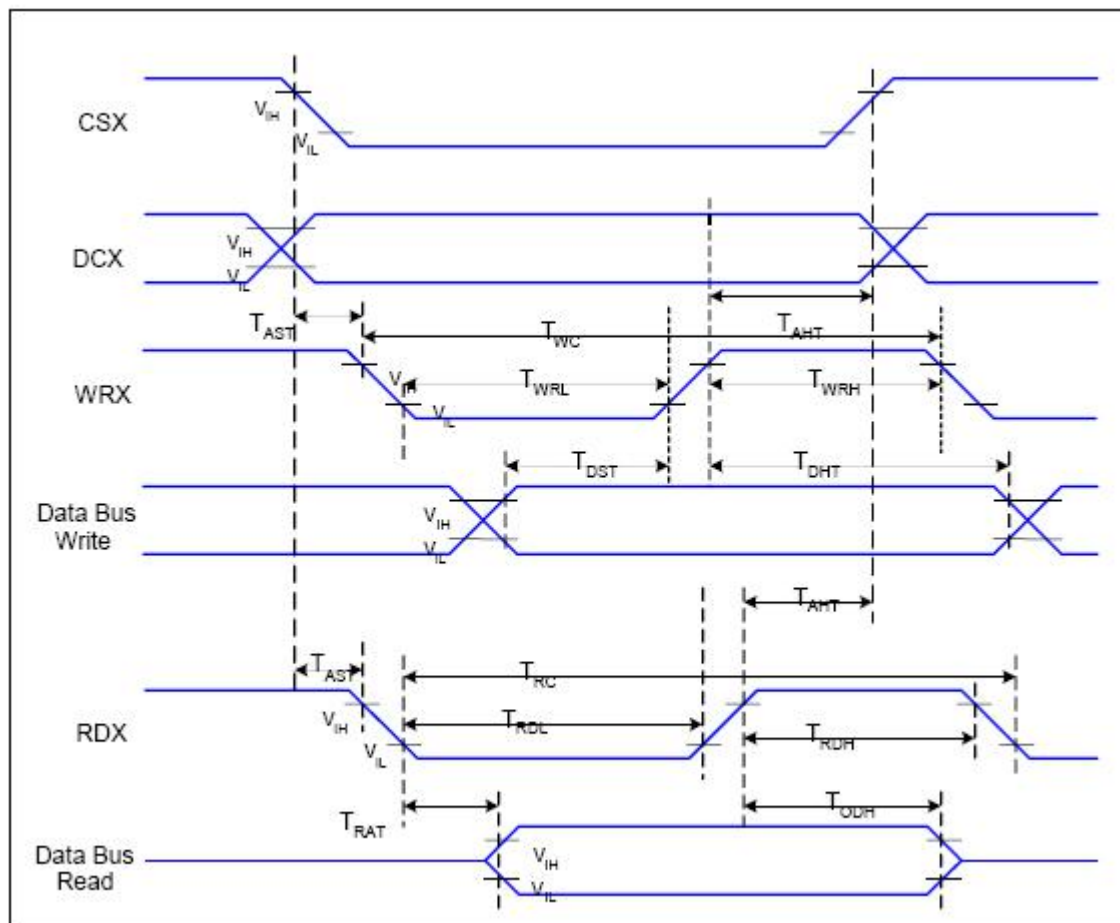 CSX
VIH
VIL
DCX
VIH
VIL
TAST
TWC
TAHT
WRX
VIH
TWRL
TWRH
VIL
TDST
TDHT
Data Bus
Write
VIH
VIL
TAHT
TAST
TRC
RDX
VIH
VIL
TRDL
TRDH
TRAT
TODH
Data Bus
Read
VIH
VIL